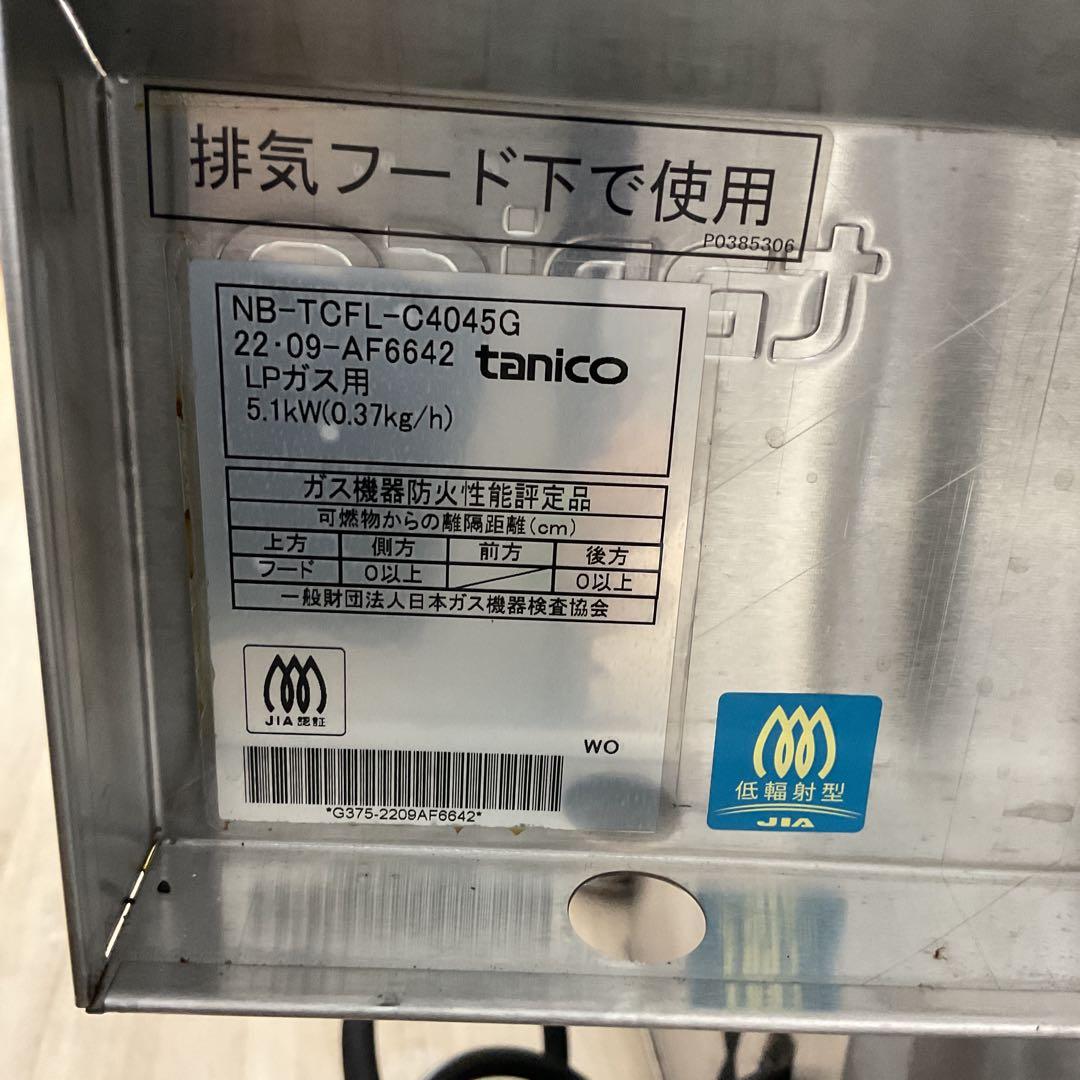 排気フード下で使用
P0385306
NB-TCFL-C4045G
22・09-AF6642 tanico
LPガス用
5.1kW(0.37kg/h)
ガス機器防火性能評定品
可燃物からの離隔距離(cm)
上方 側方 前方 後方
フード 0以上 0以上
一般財団法人日本ガス機器検査協会
JIA認証
WO
*G375-2209AF6642*
低輻射型
JIA